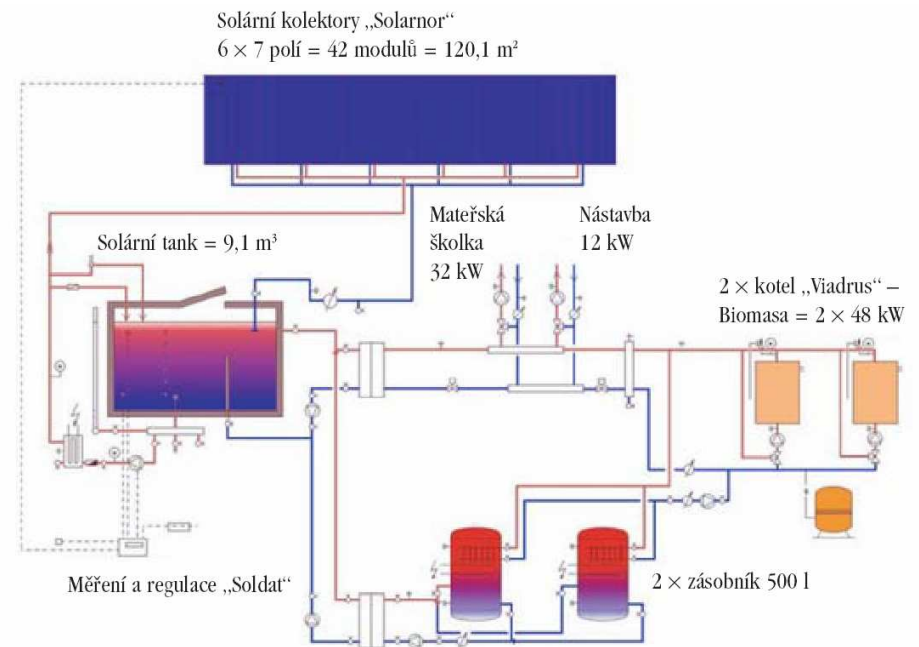 Solární kolektory „Solarnor“
6 × 7 polí = 42 modulů = 120,1 m²
Mateřská
školka
32 kW
Nástavba
12 kW
Solární tank = 9,1 m³
2 × kotel „Viadrus“ –
Biomasa = 2 × 48 kW
Měření a regulace „Soldat“
2 × zásobník 500 l